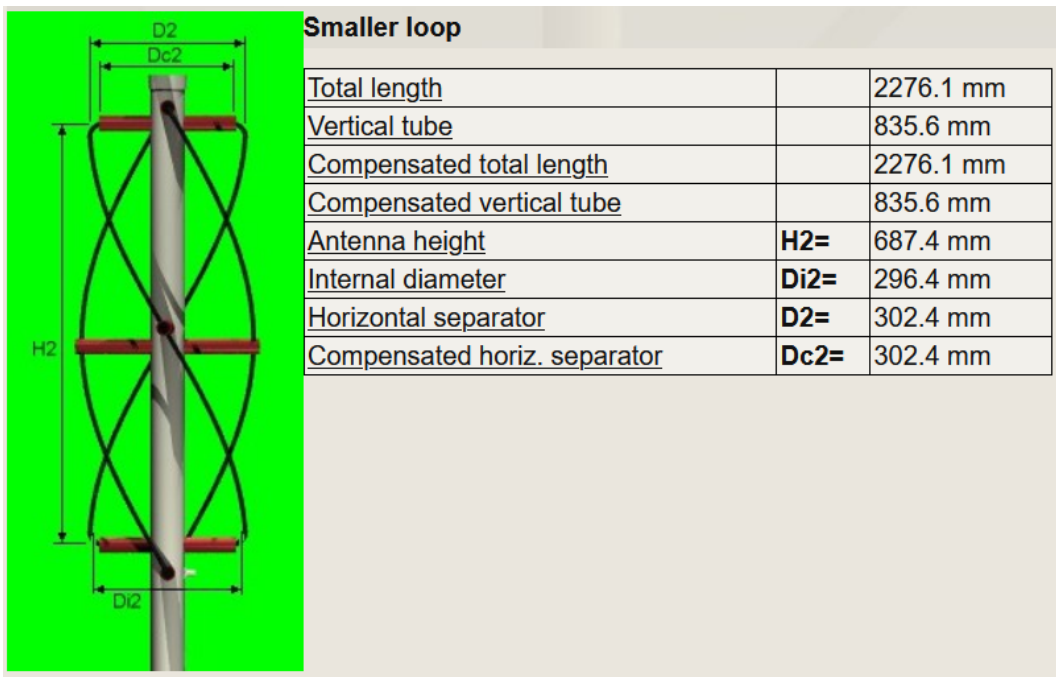 D2
Dc2
H2
Di2
Smaller loop
Total length 2276.1 mm
Vertical tube 835.6 mm
Compensated total length 2276.1 mm
Compensated vertical tube 835.6 mm
Antenna height H2= 687.4 mm
Internal diameter Di2= 296.4 mm
Horizontal separator D2= 302.4 mm
Compensated horiz. separator Dc2= 302.4 mm